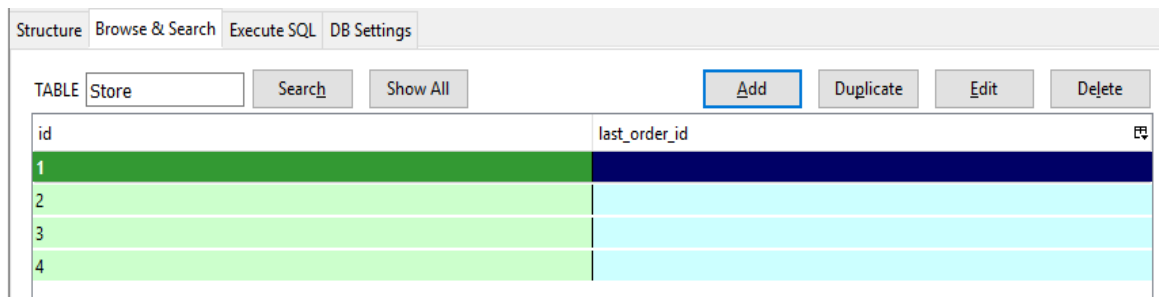 Structure Browse & Search Execute SQL DB Settings
TABLE Store Search Show All Add Duplicate Edit Delete
id last_order_id
1
2
3
4